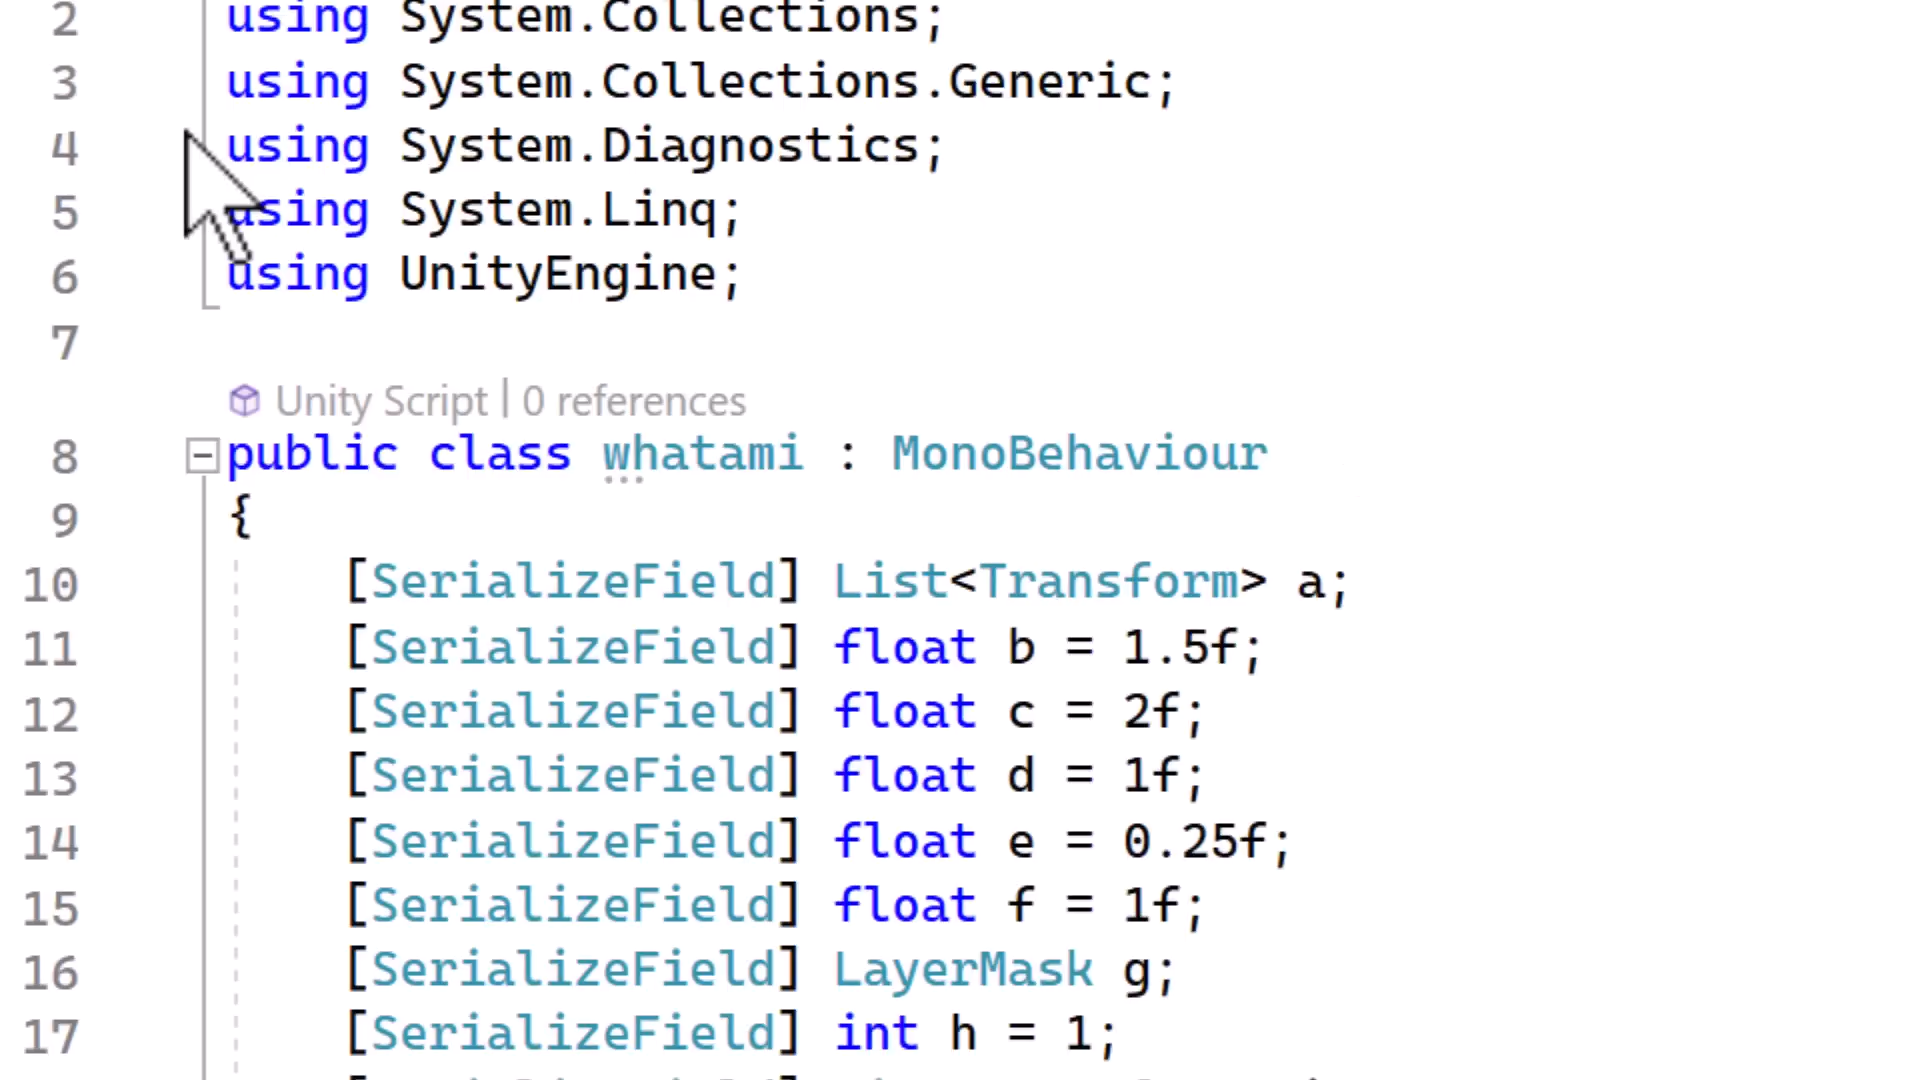 2 using System.Collections;
3 using System.Collections.Generic;
4 using System.Diagnostics;
5 using System.Linq;
6 using UnityEngine;
7
Unity Script | 0 references
8 public class whatami : MonoBehaviour
9 {
10 [SerializeField] List<Transform> a;
11 [SerializeField] float b = 1.5f;
12 [SerializeField] float c = 2f;
13 [SerializeField] float d = 1f;
14 [SerializeField] float e = 0.25f;
15 [SerializeField] float f = 1f;
16 [SerializeField] LayerMask g;
17 [SerializeField] int h = 1;